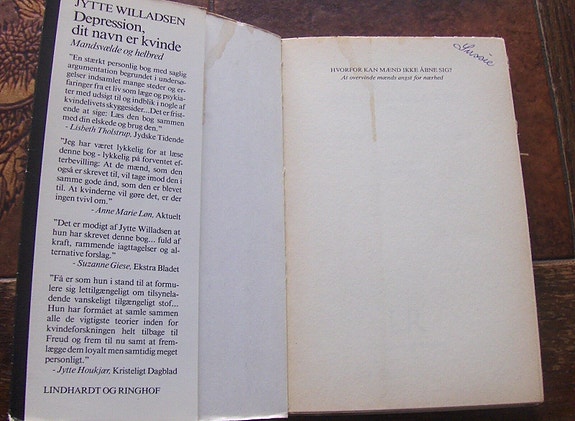 JYTTE WILLADSEN
Depression,
dit navn er kvinde
Mandsvælde og helbred
"En stærkt personlig bog med saglig
argumentation begrundet i undersø-
gelser indsamlet mange steder og er-
faringer fra et liv som læge og psykia-
ter med udsigt til og indblik i nogle af
kvindelivets skyggesider...Det er frist-
ende at sige: Læs den bog sammen
med din elskede og brug den."
- Lisbeth Tholstrup, Jydske Tidende
"Jeg har været lykkelig for at læse
denne bog - lykkelig på forventet ef-
terbevilling: At de mænd, som den
også er skrevet til, vil tage imod den i
samme gode ånd, som den er blevet
til. At kvinderne vil gøre det, er der
ingen tvivl om."
- Anne Marie Løn, Aktuelt
"Det er modigt af Jytte Willadsen at
hun har skrevet denne bog... fuld af
kraft, rammende iagttagelser og al-
ternative forslag."
- Suzanne Giese, Ekstra Bladet
"Få er som hun i stand til at formu-
lere sig lettilgængeligt om tilsynela-
dende vanskeligt tilgængeligt stof...
Hun har formået at samle sammen
alle de vigtigste teorier inden for
kvindeforskningen helt tilbage til
Freud og frem til nu samt at frem-
lægge dem loyalt men samtidig meget
personligt."
- Jytte Houkjær, Kristeligt Dagblad
LINDHARDT OG RINGHOF
Sussie
HVORFOR KAN MÆND IKKE ÅBNE SIG?
At overvinde mænds angst for nærhed